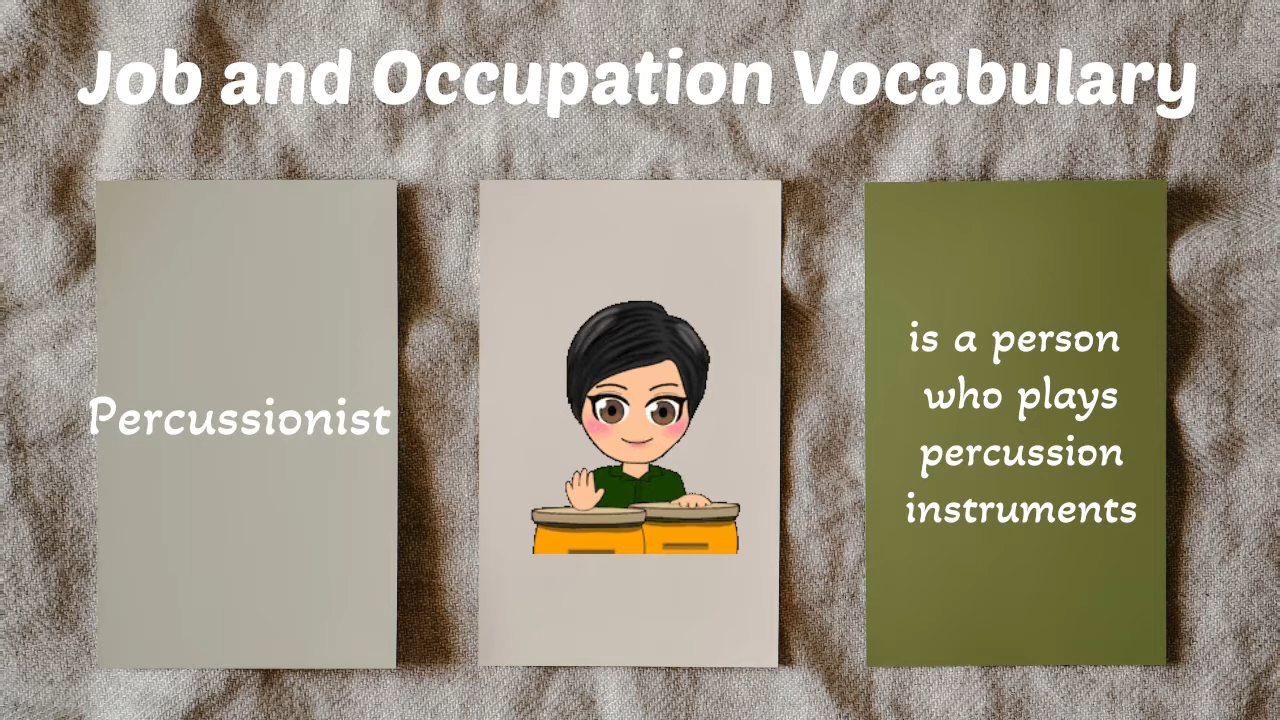 Job and Occupation Vocabulary
Percussionist
is a person
who plays
percussion
instruments